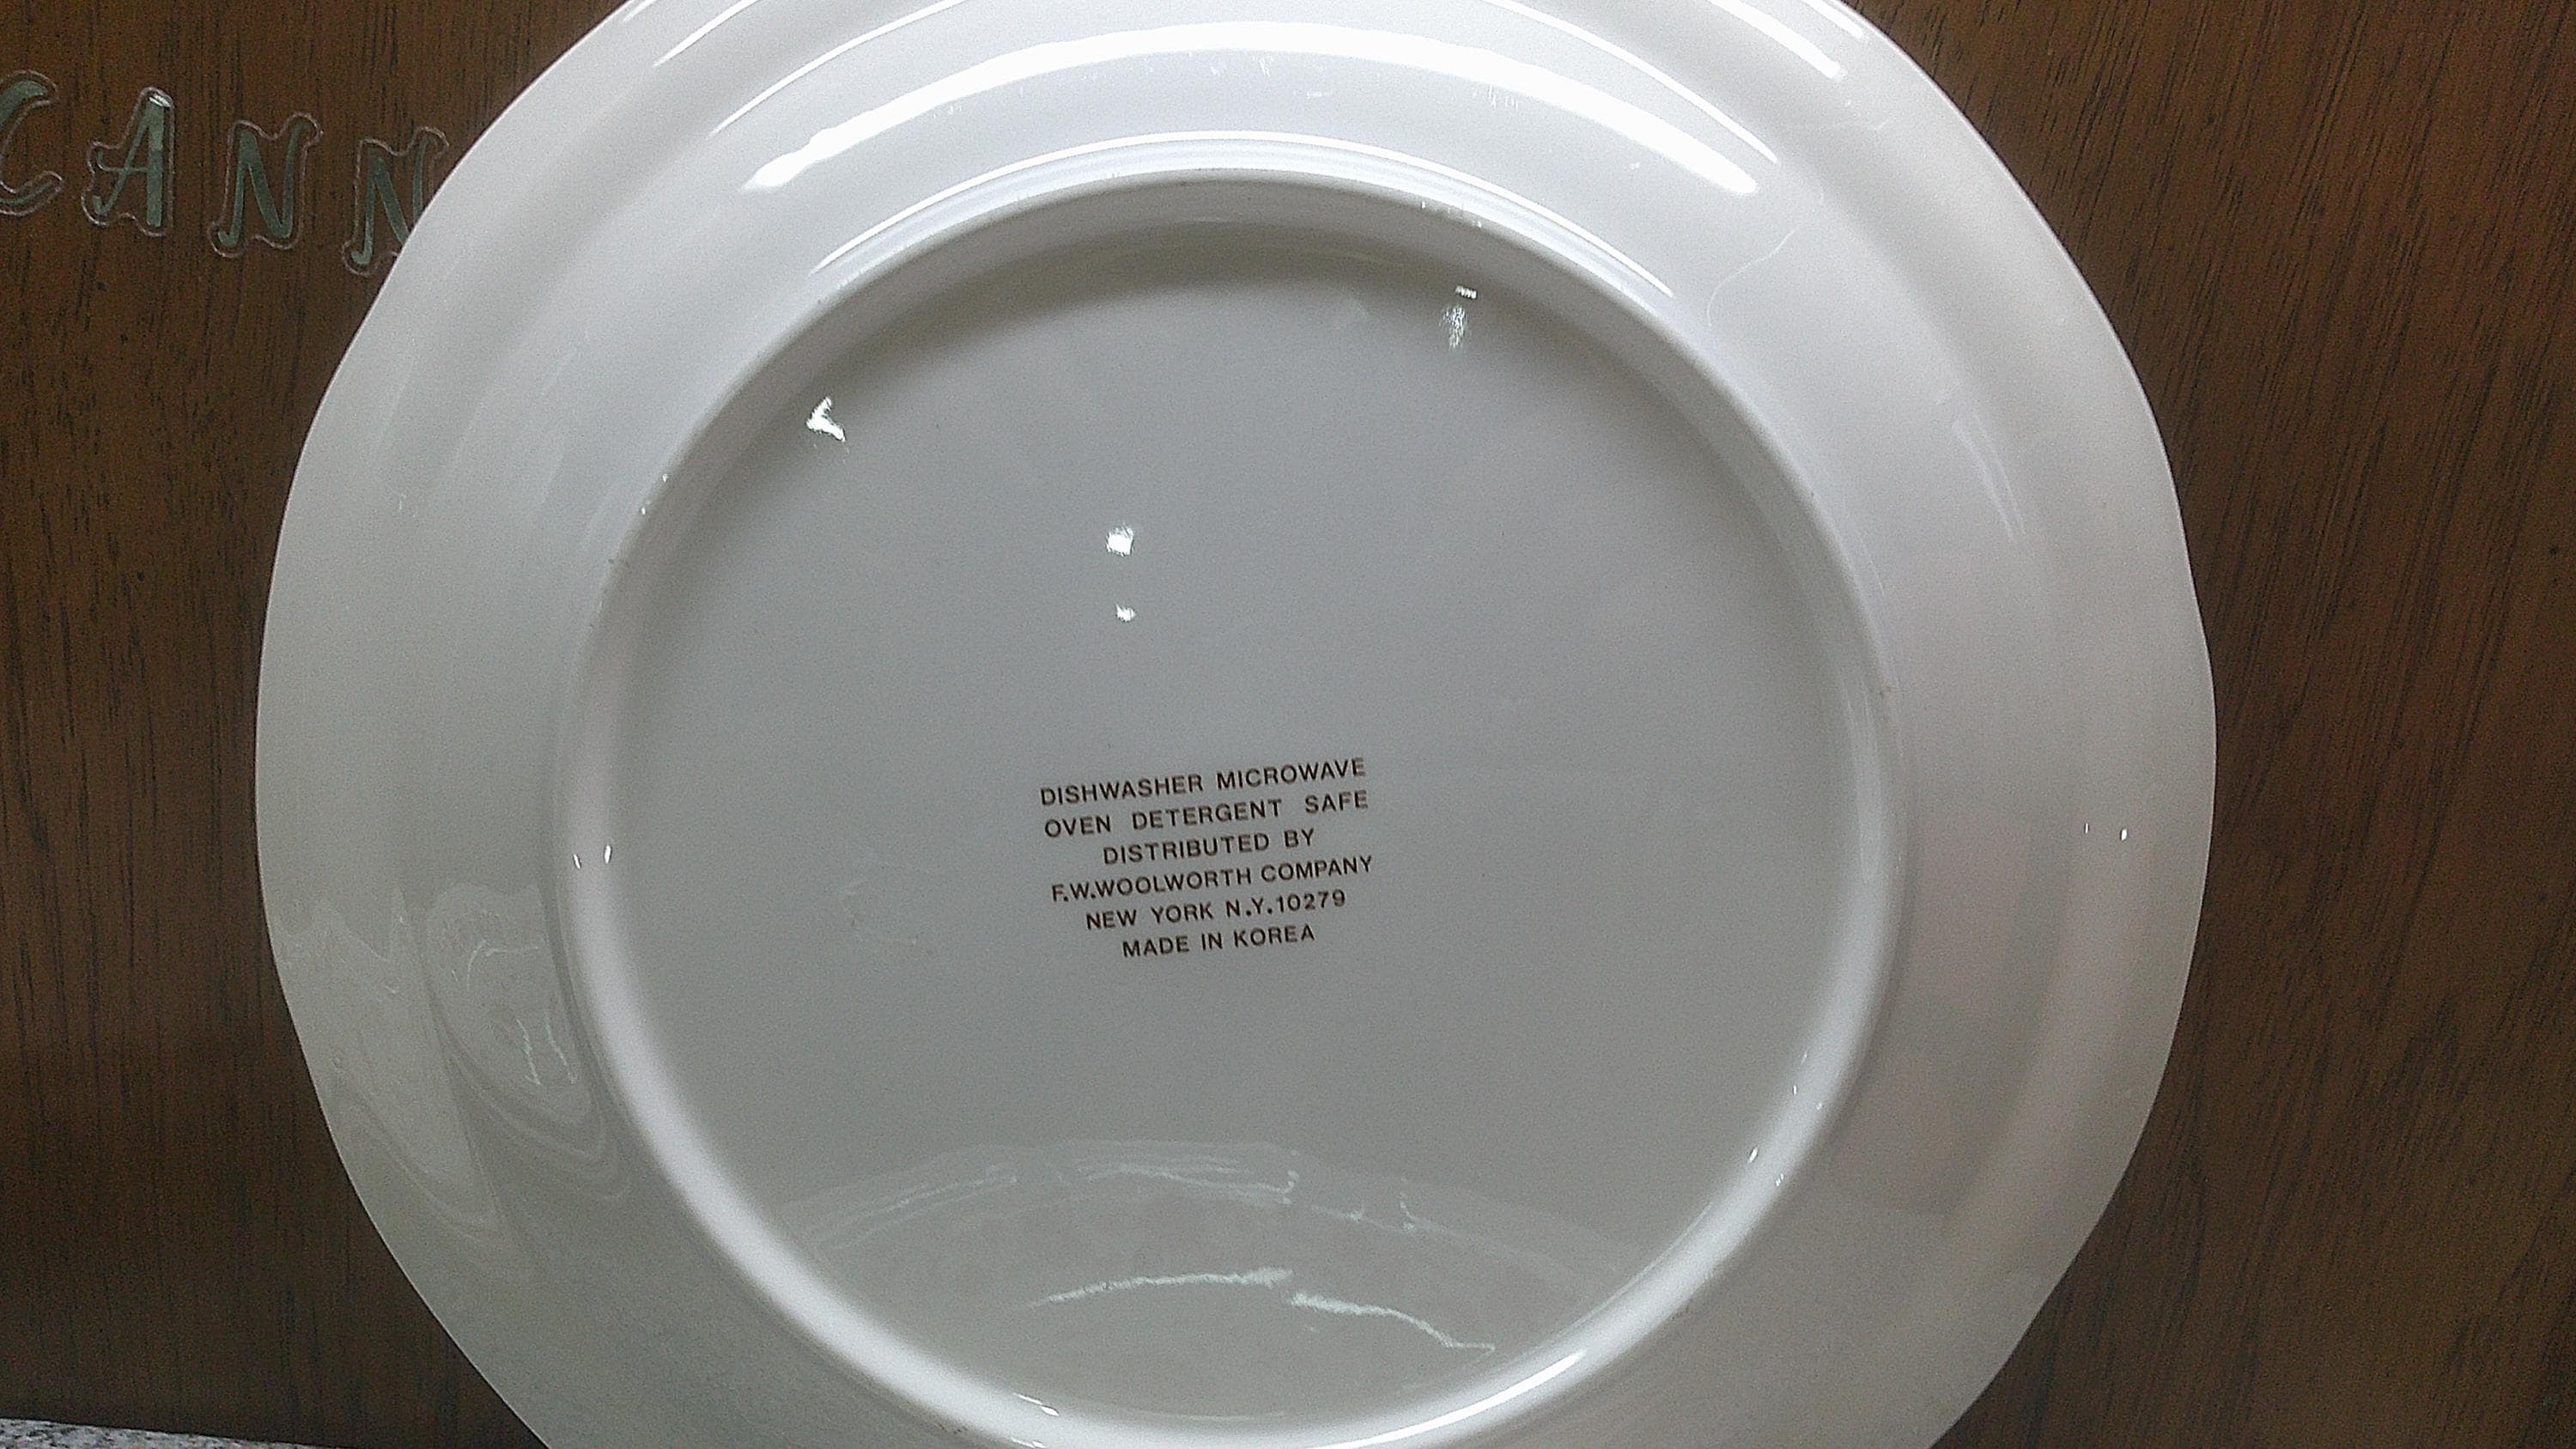 CANN
DISHWASHER MICROWAVE
OVEN DETERGENT SAFE
DISTRIBUTED BY
F.W.WOOLWORTH COMPANY
NEW YORK N.Y.10279
MADE IN KOREA